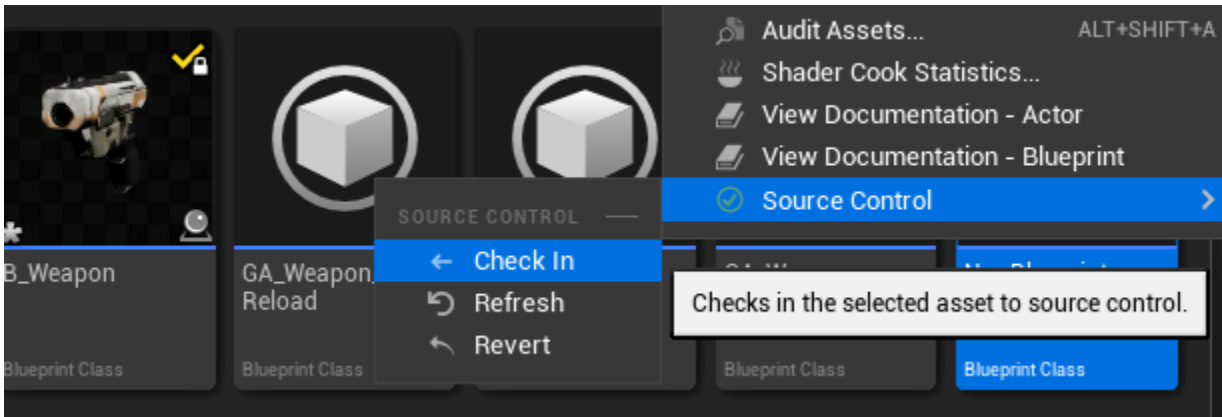 Audit Assets... ALT+SHIFT+A
Shader Cook Statistics...
View Documentation - Actor
View Documentation - Blueprint
Source Control
SOURCE CONTROL
Check In
Refresh
Revert
Checks in the selected asset to source control.
B_Weapon
Blueprint Class
GA_Weapon_
Reload
Blueprint Class
Blueprint Class
Blueprint Class